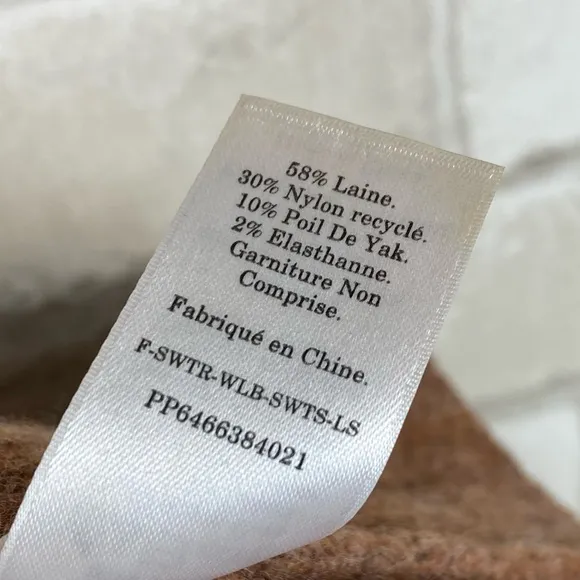 58% Laine.
30% Nylon recyclé.
10% Poil De Yak.
2% Elasthanne.
Garniture Non
Comprise.
Fabriqué en Chine.
F-SWTR-WLB-SWTS-LS
PP6466384021